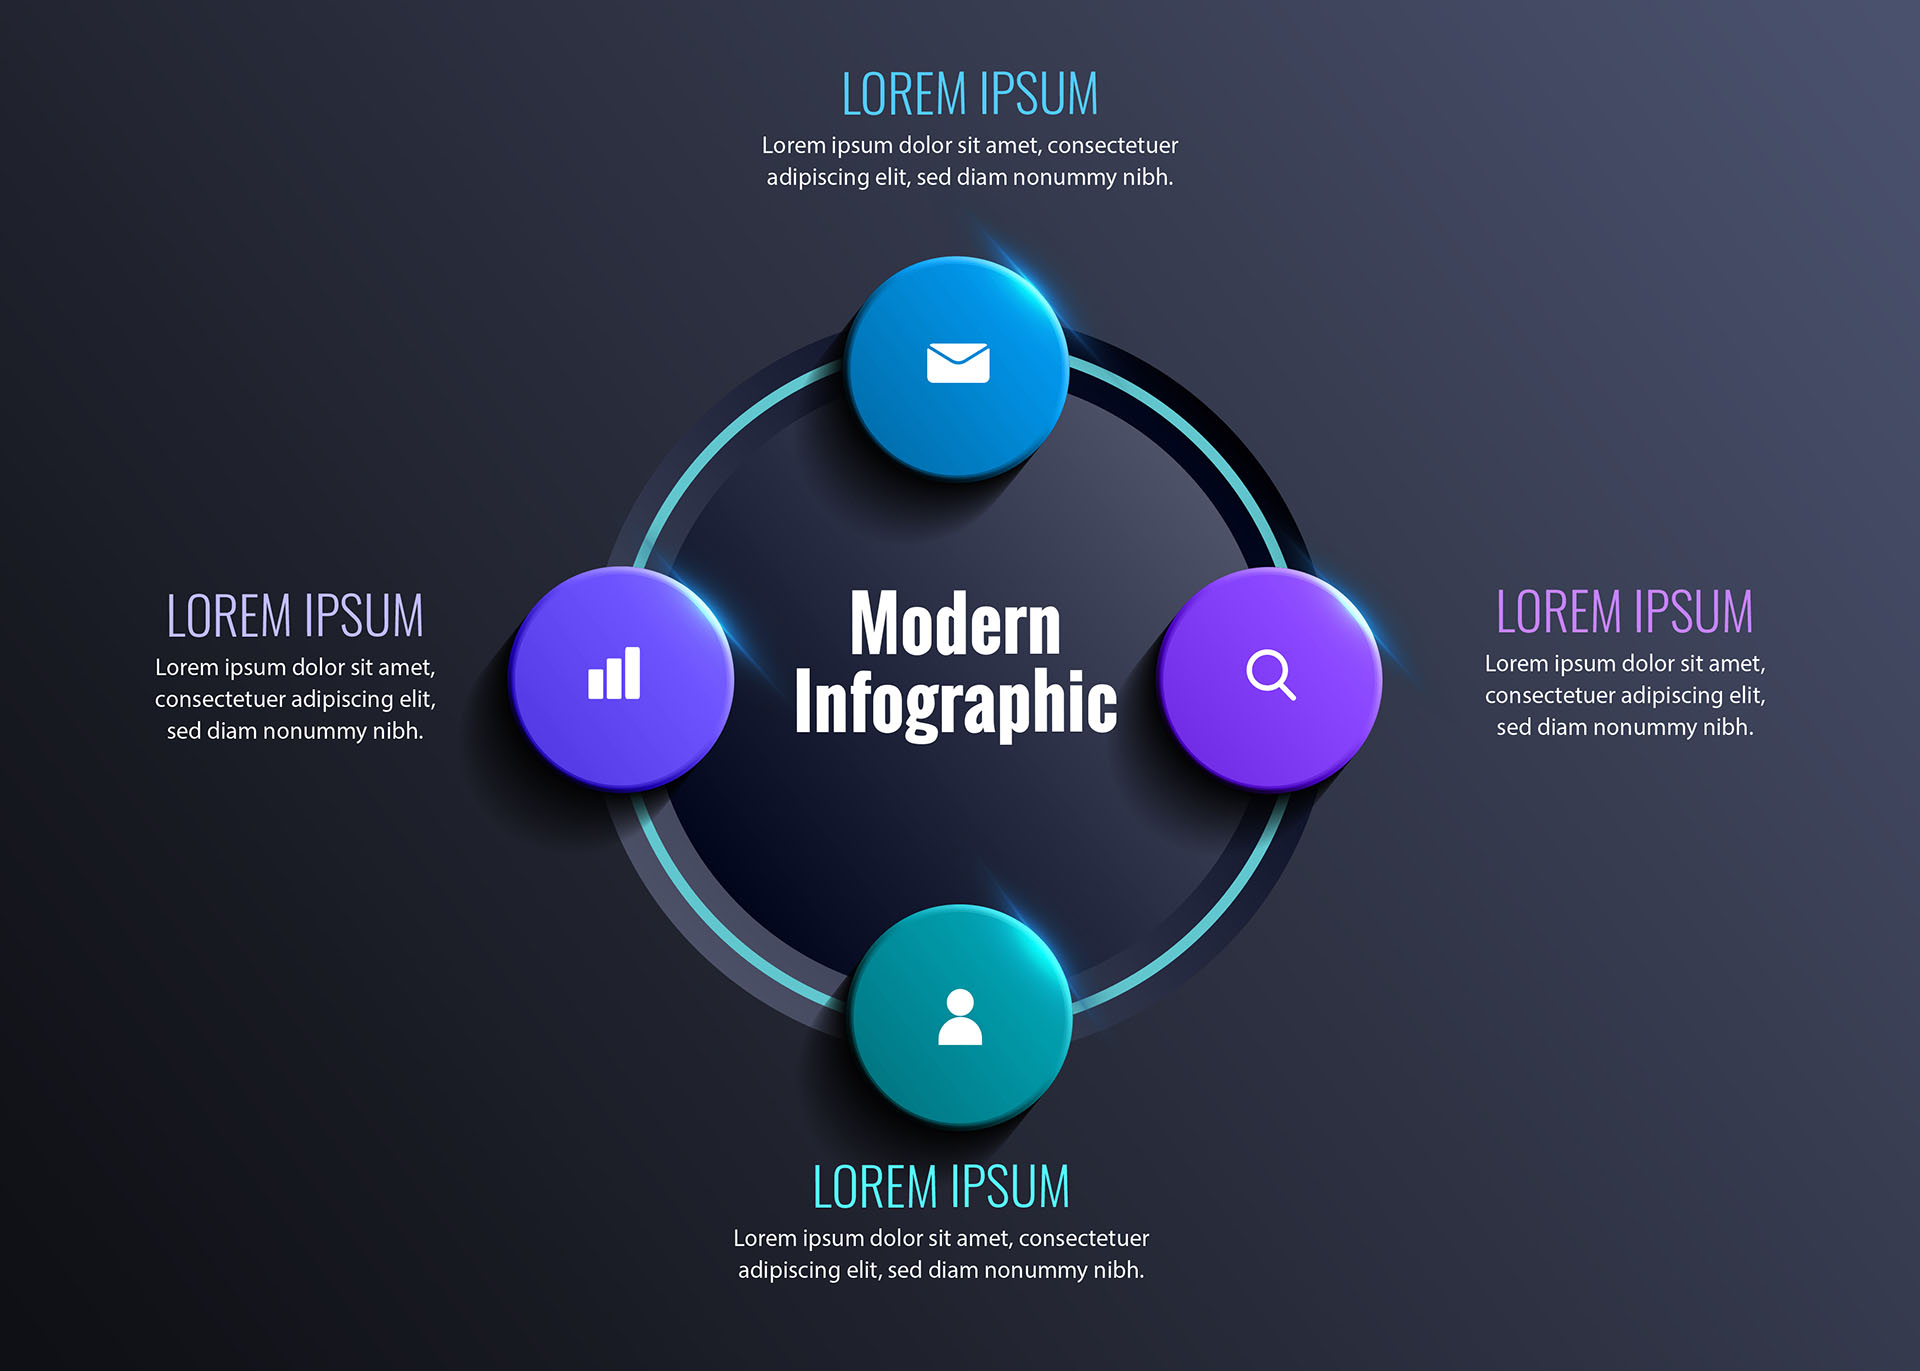 LOREM IPSUM
Lorem ipsum dolor sit amet, consectetuer
adipiscing elit, sed diam nonummy nibh.
LOREM IPSUM
Lorem ipsum dolor sit amet,
consectetuer adipiscing elit,
sed diam nonummy nibh.
Modern
Infographic
LOREM IPSUM
Lorem ipsum dolor sit amet,
consectetuer adipiscing elit,
sed diam nonummy nibh.
LOREM IPSUM
Lorem ipsum dolor sit amet, consectetuer
adipiscing elit, sed diam nonummy nibh.